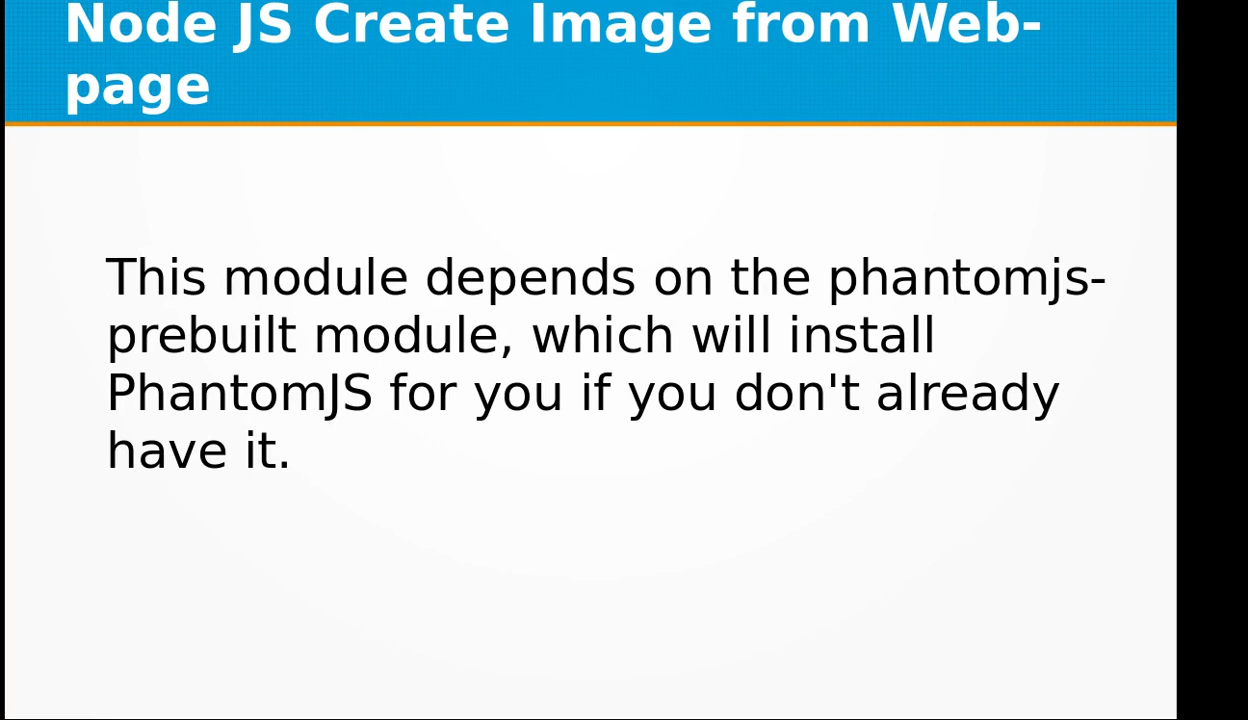 Node JS Create Image from Web-
page
This module depends on the phantomjs-
prebuilt module, which will install
PhantomJS for you if you don't already
have it.